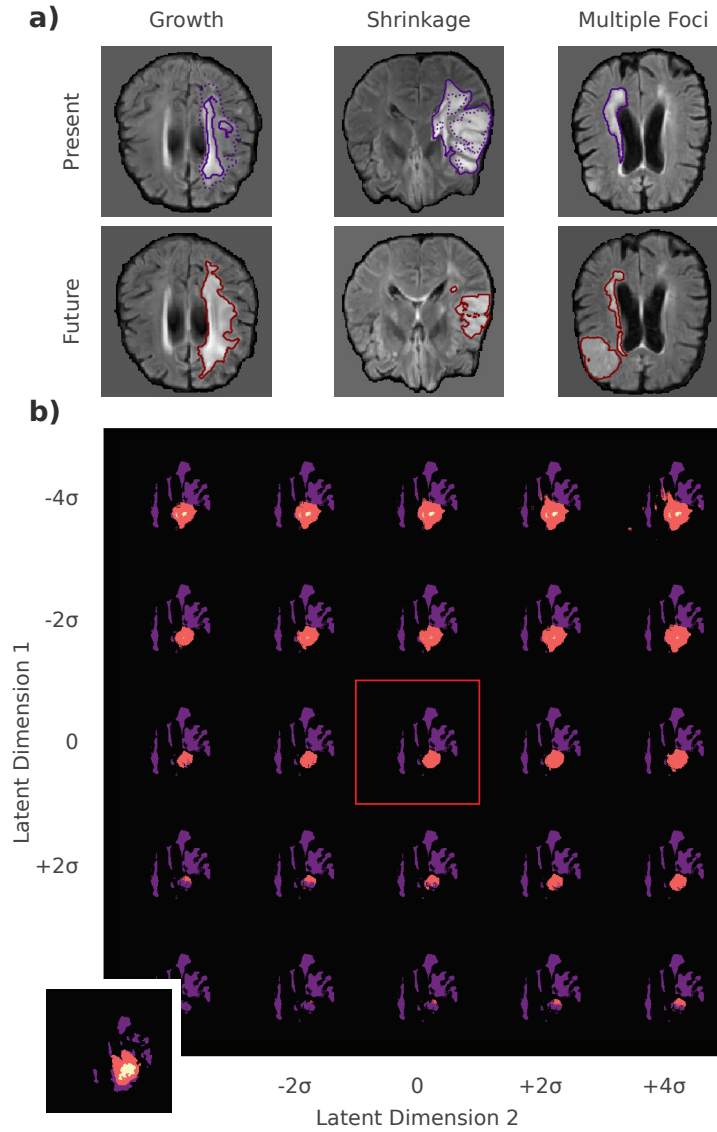 a)
Growth
Shrinkage
Multiple Foci
Present
Future
b)
-4σ
-2σ
0
+2σ
Latent Dimension 1
-2σ
0
+2σ
+4σ
Latent Dimension 2